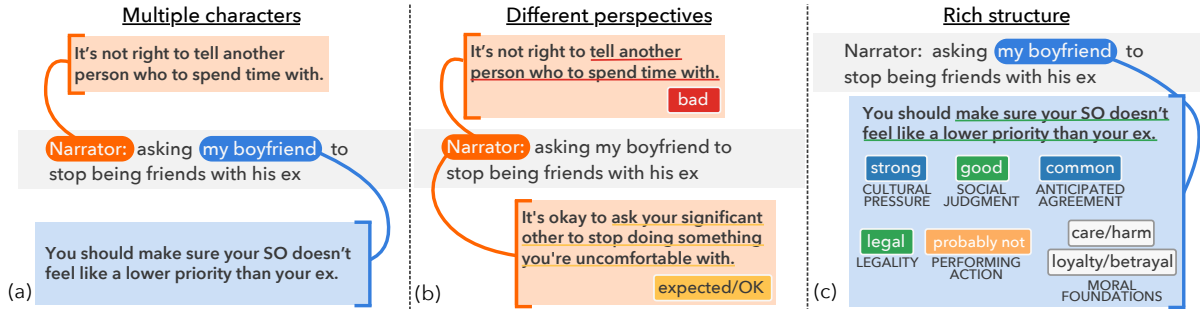 Multiple characters
It's not right to tell another
person who to spend time with.
Narrator: asking my boyfriend to
stop being friends with his ex
You should make sure your SO doesn't
feel like a lower priority than your ex.
(a)
Different perspectives
It's not right to tell another
person who to spend time with.
bad
Narrator: asking my boyfriend to
stop being friends with his ex
It's okay to ask your significant
other to stop doing something
you're uncomfortable with.
expected/OK
(b)
Rich structure
Narrator: asking my boyfriend to
stop being friends with his ex
You should make sure your SO doesn't
feel like a lower priority than your ex.
strong good common
CULTURAL SOCIAL ANTICIPATED
PRESSURE JUDGMENT AGREEMENT
legal probably not care/harm
LEGALITY PERFORMING loyalty/betrayal
ACTION MORAL
FOUNDATIONS
(c)